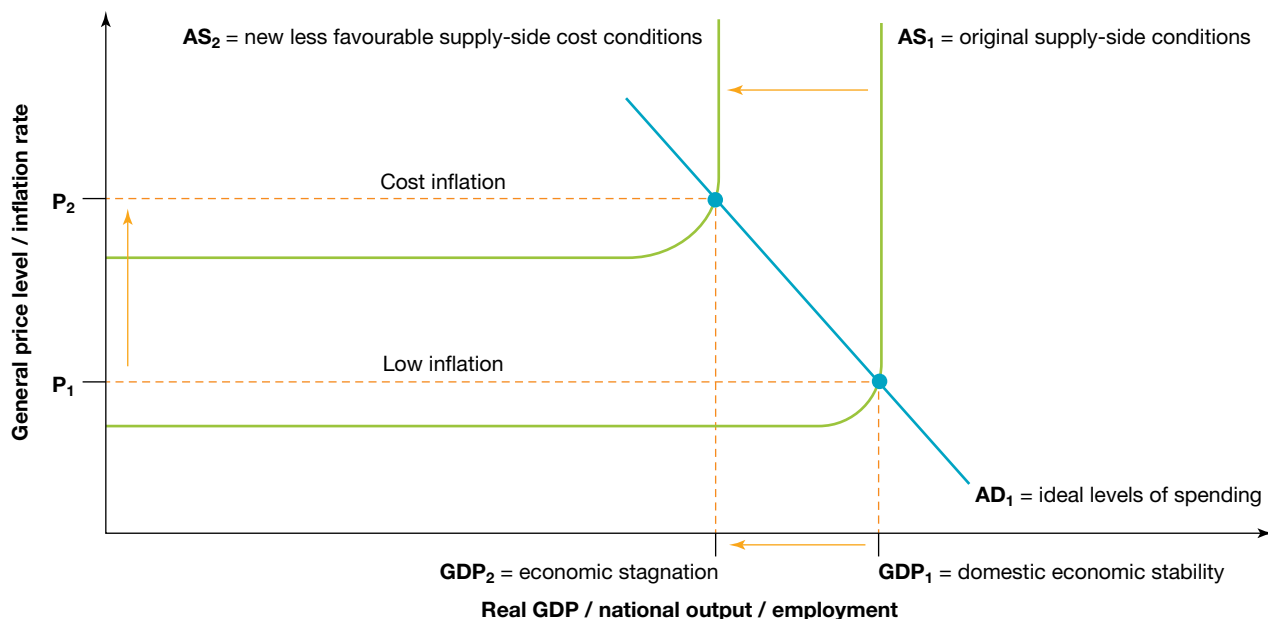 AS₂ = new less favourable supply-side cost conditions
AS₁ = original supply-side conditions
General price level / inflation rate
P₂
Cost inflation
P₁
Low inflation
AD₁ = ideal levels of spending
GDP₂ = economic stagnation
GDP₁ = domestic economic stability
Real GDP / national output / employment